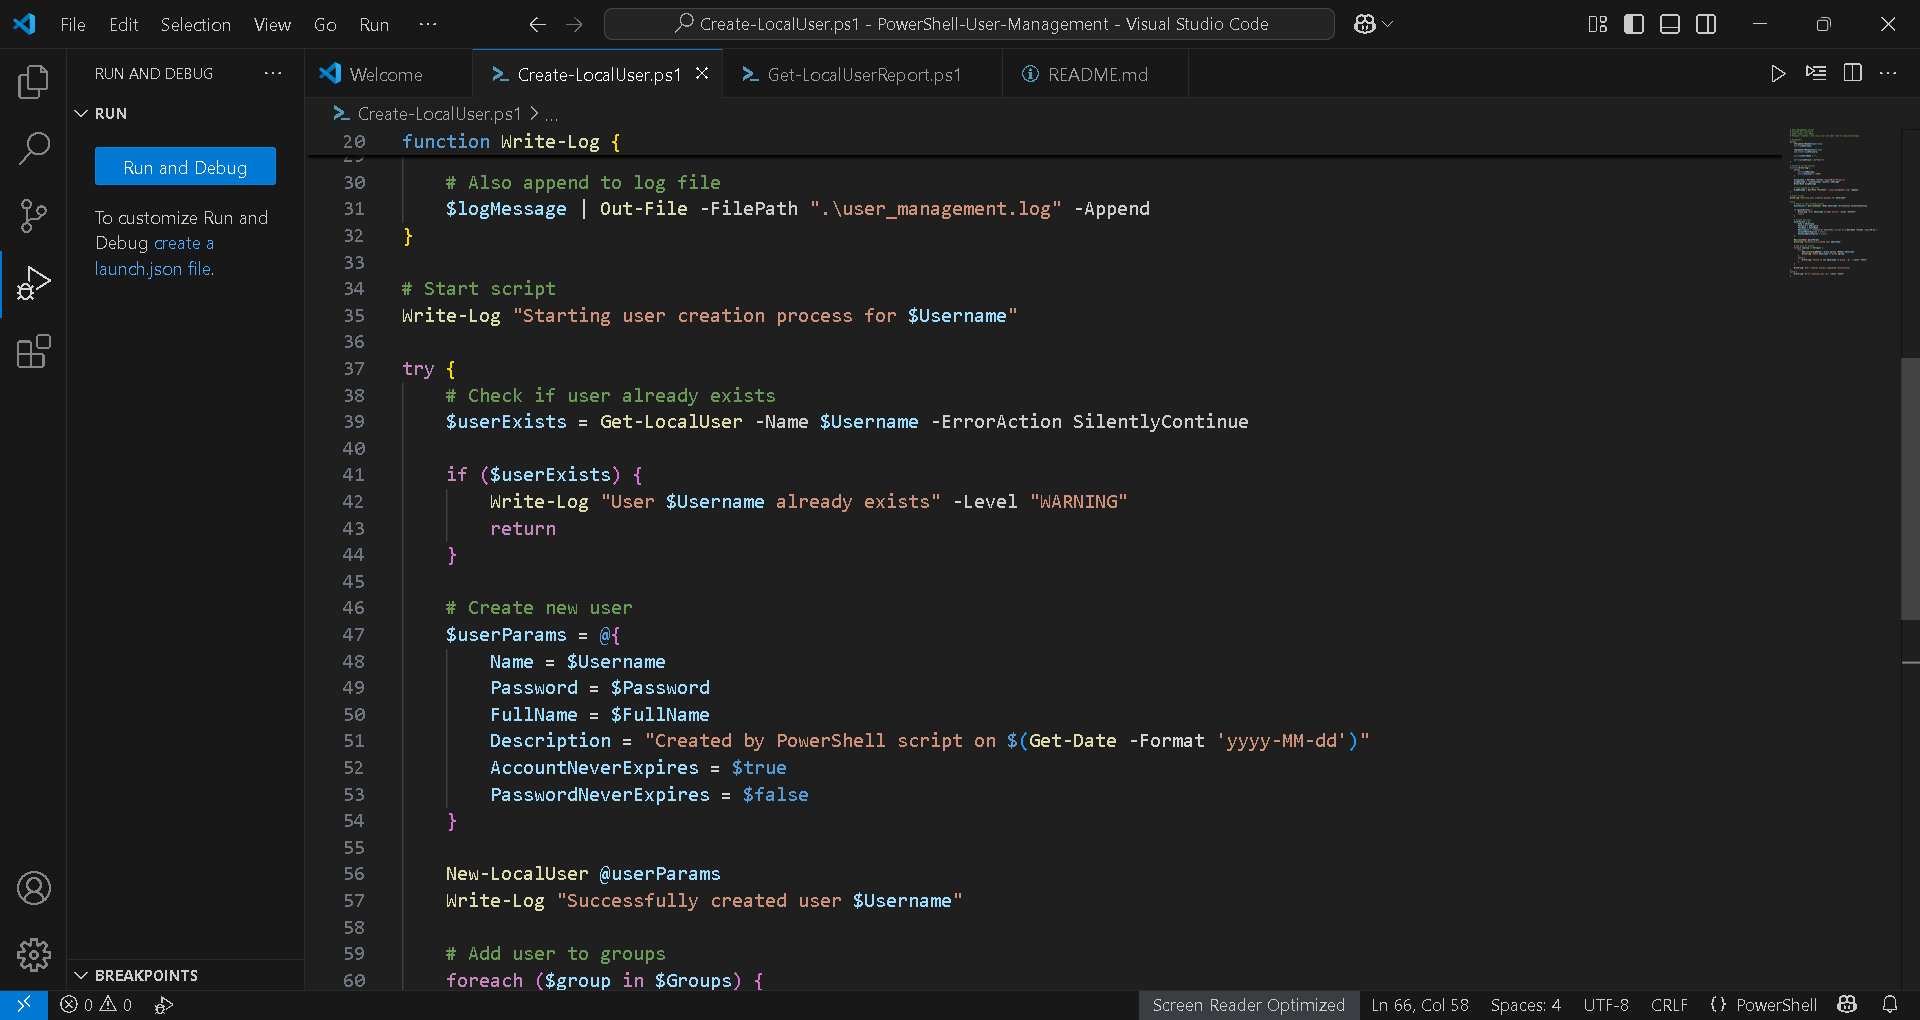 File Edit Selection View Go Run ···
Create-LocalUser.ps1 - PowerShell-User-Management - Visual Studio Code
RUN AND DEBUG ···
Welcome
Create-LocalUser.ps1
Get-LocalUserReport.ps1
README.md
RUN
Run and Debug
To customize Run and
Debug create a
launch.json file.
Create-LocalUser.ps1 > ...
20 function Write-Log {
29
30 # Also append to log file
31 $logMessage | Out-File -FilePath ".\user_management.log" -Append
32 }
33
34 # Start script
35 Write-Log "Starting user creation process for $Username"
36
37 try {
38 # Check if user already exists
39 $userExists = Get-LocalUser -Name $Username -ErrorAction SilentlyContinue
40
41 if ($userExists) {
42 Write-Log "User $Username already exists" -Level "WARNING"
43 return
44 }
45
46 # Create new user
47 $userParams = @{
48 Name = $Username
49 Password = $Password
50 FullName = $FullName
51 Description = "Created by PowerShell script on $(Get-Date -Format 'yyyy-MM-dd')"
52 AccountNeverExpires = $true
53 PasswordNeverExpires = $false
54 }
55
56 New-LocalUser @userParams
57 Write-Log "Successfully created user $Username"
58
59 # Add user to groups
60 foreach ($group in $Groups) {
BREAKPOINTS
0 0
Screen Reader Optimized
Ln 66, Col 58
Spaces: 4
UTF-8
CRLF
{} PowerShell